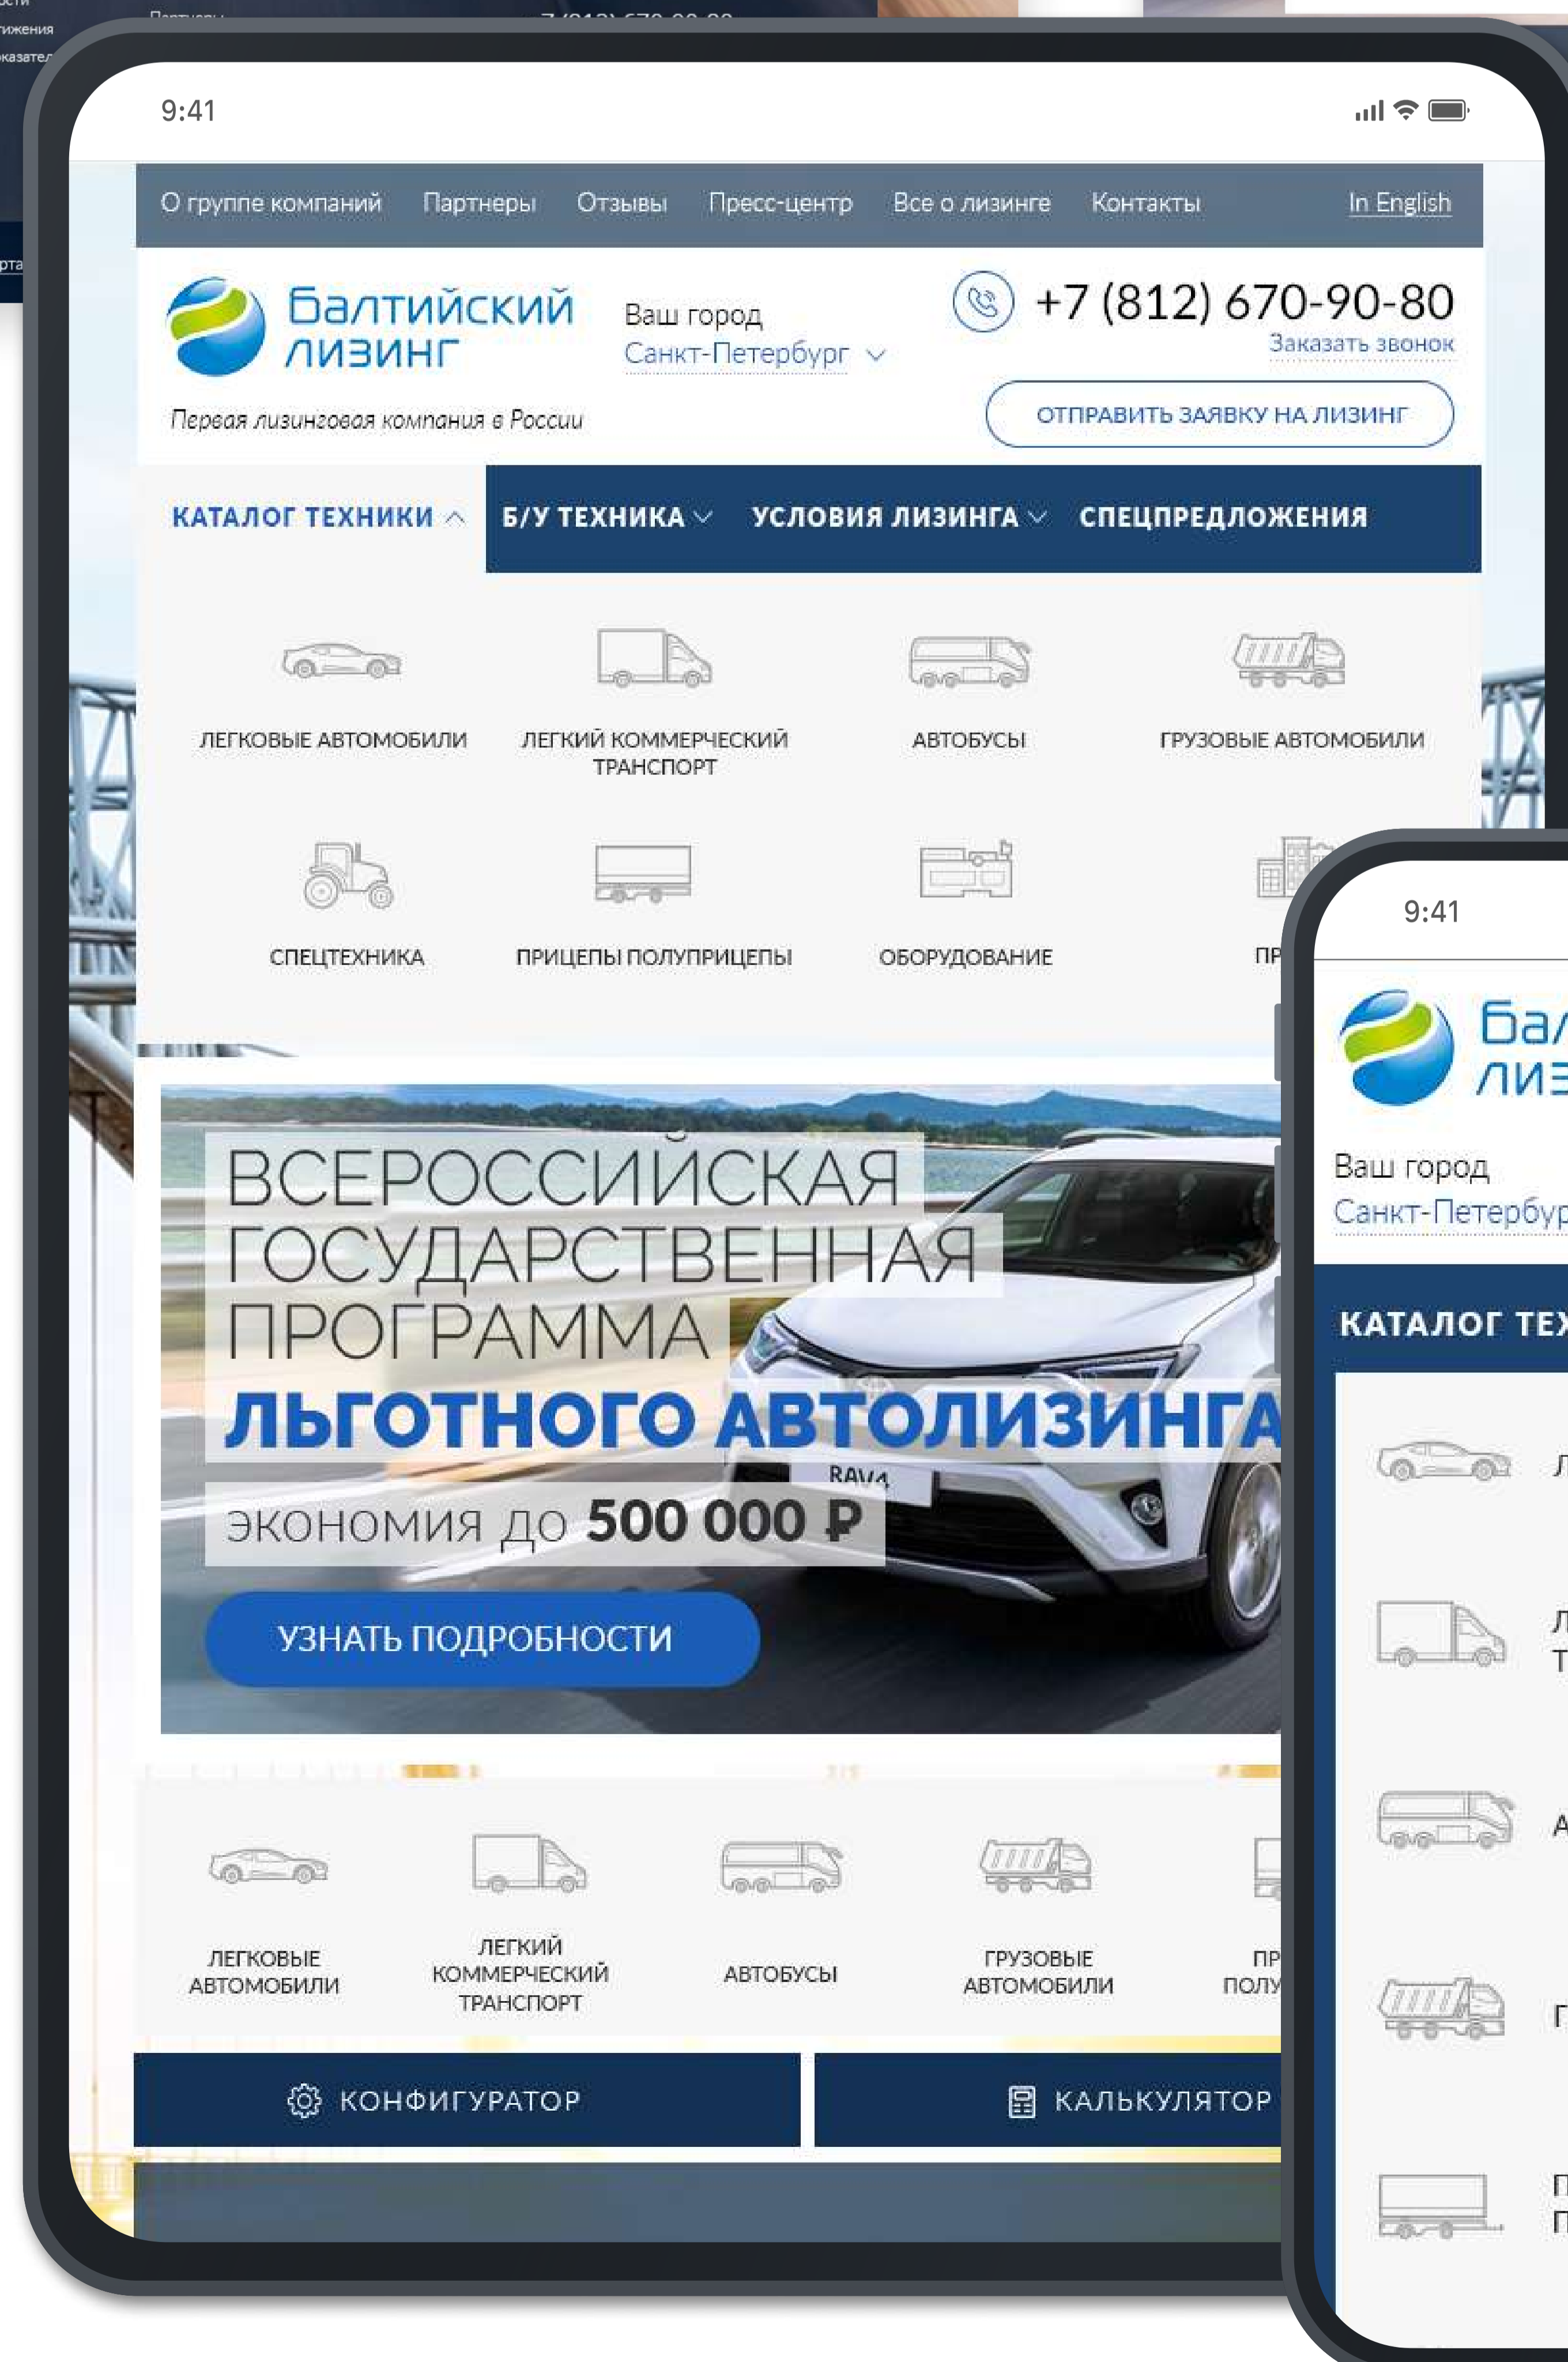 9:41
О группе компаний Партнеры Отзывы Пресс-центр Все о лизинге Контакты In English
Балтийский
лизинг
Первая лизинговая компания в России
Ваш город
Санкт-Петербург
+7 (812) 670-90-80
Заказать звонок
ОТПРАВИТЬ ЗАЯВКУ НА ЛИЗИНГ
КАТАЛОГ ТЕХНИКИ Б/У ТЕХНИКА УСЛОВИЯ ЛИЗИНГА СПЕЦПРЕДЛОЖЕНИЯ
ЛЕГКОВЫЕ АВТОМОБИЛИ
ЛЕГКИЙ КОММЕРЧЕСКИЙ
ТРАНСПОРТ
АВТОБУСЫ
ГРУЗОВЫЕ АВТОМОБИЛИ
СПЕЦТЕХНИКА
ПРИЦЕПЫ ПОЛУПРИЦЕПЫ
ОБОРУДОВАНИЕ
ВСЕРОССИЙСКАЯ
ГОСУДАРСТВЕННАЯ
ПРОГРАММА
ЛЬГОТНОГО АВТОЛИЗИНГА
RAV4
ЭКОНОМИЯ ДО 500 000 ₽
УЗНАТЬ ПОДРОБНОСТИ
ЛЕГКОВЫЕ
АВТОМОБИЛИ
ЛЕГКИЙ
КОММЕРЧЕСКИЙ
ТРАНСПОРТ
АВТОБУСЫ
ГРУЗОВЫЕ
АВТОМОБИЛИ
КОНФИГУРАТОР
КАЛЬКУЛЯТОР
9:41
Ваш город
Санкт-Петербур
КАТАЛОГ